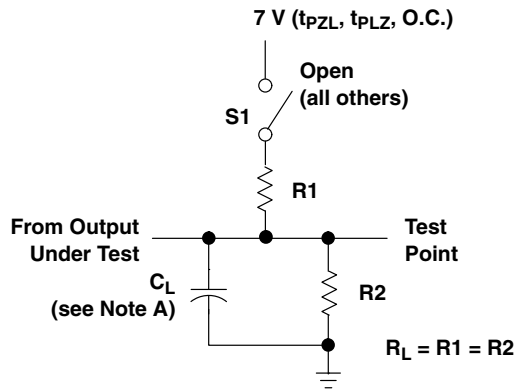 7 V (tPZL, tPLZ, O.C.)
Open
(all others)
S1
R1
From Output
Under Test
Test
Point
CL
(see Note A)
R2
RL = R1 = R2